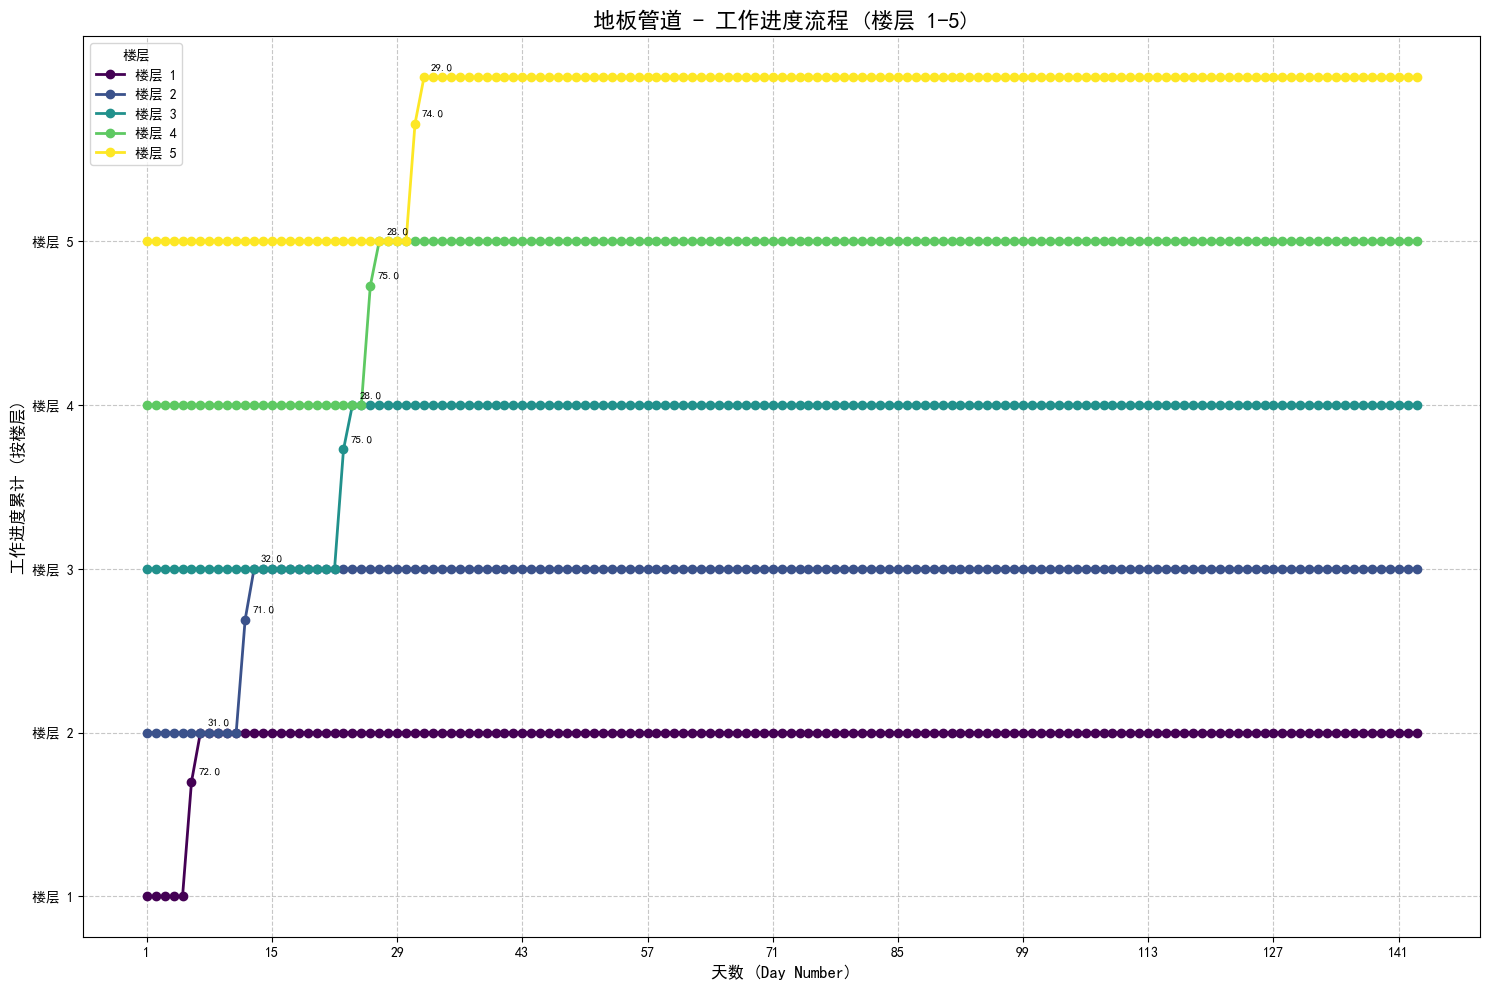 地板管道 - 工作进度流程 (楼层 1-5)
楼层
楼层 1
楼层 2
楼层 3
楼层 4
楼层 5
29.0
74.0
28.0
75.0
28.0
75.0
32.0
71.0
31.0
72.0
楼层 5
楼层 4
楼层 3
楼层 2
楼层 1
工作进度累计 (按楼层)
1 15 29 43 57 71 85 99 113 127 141
天数 (Day Number)